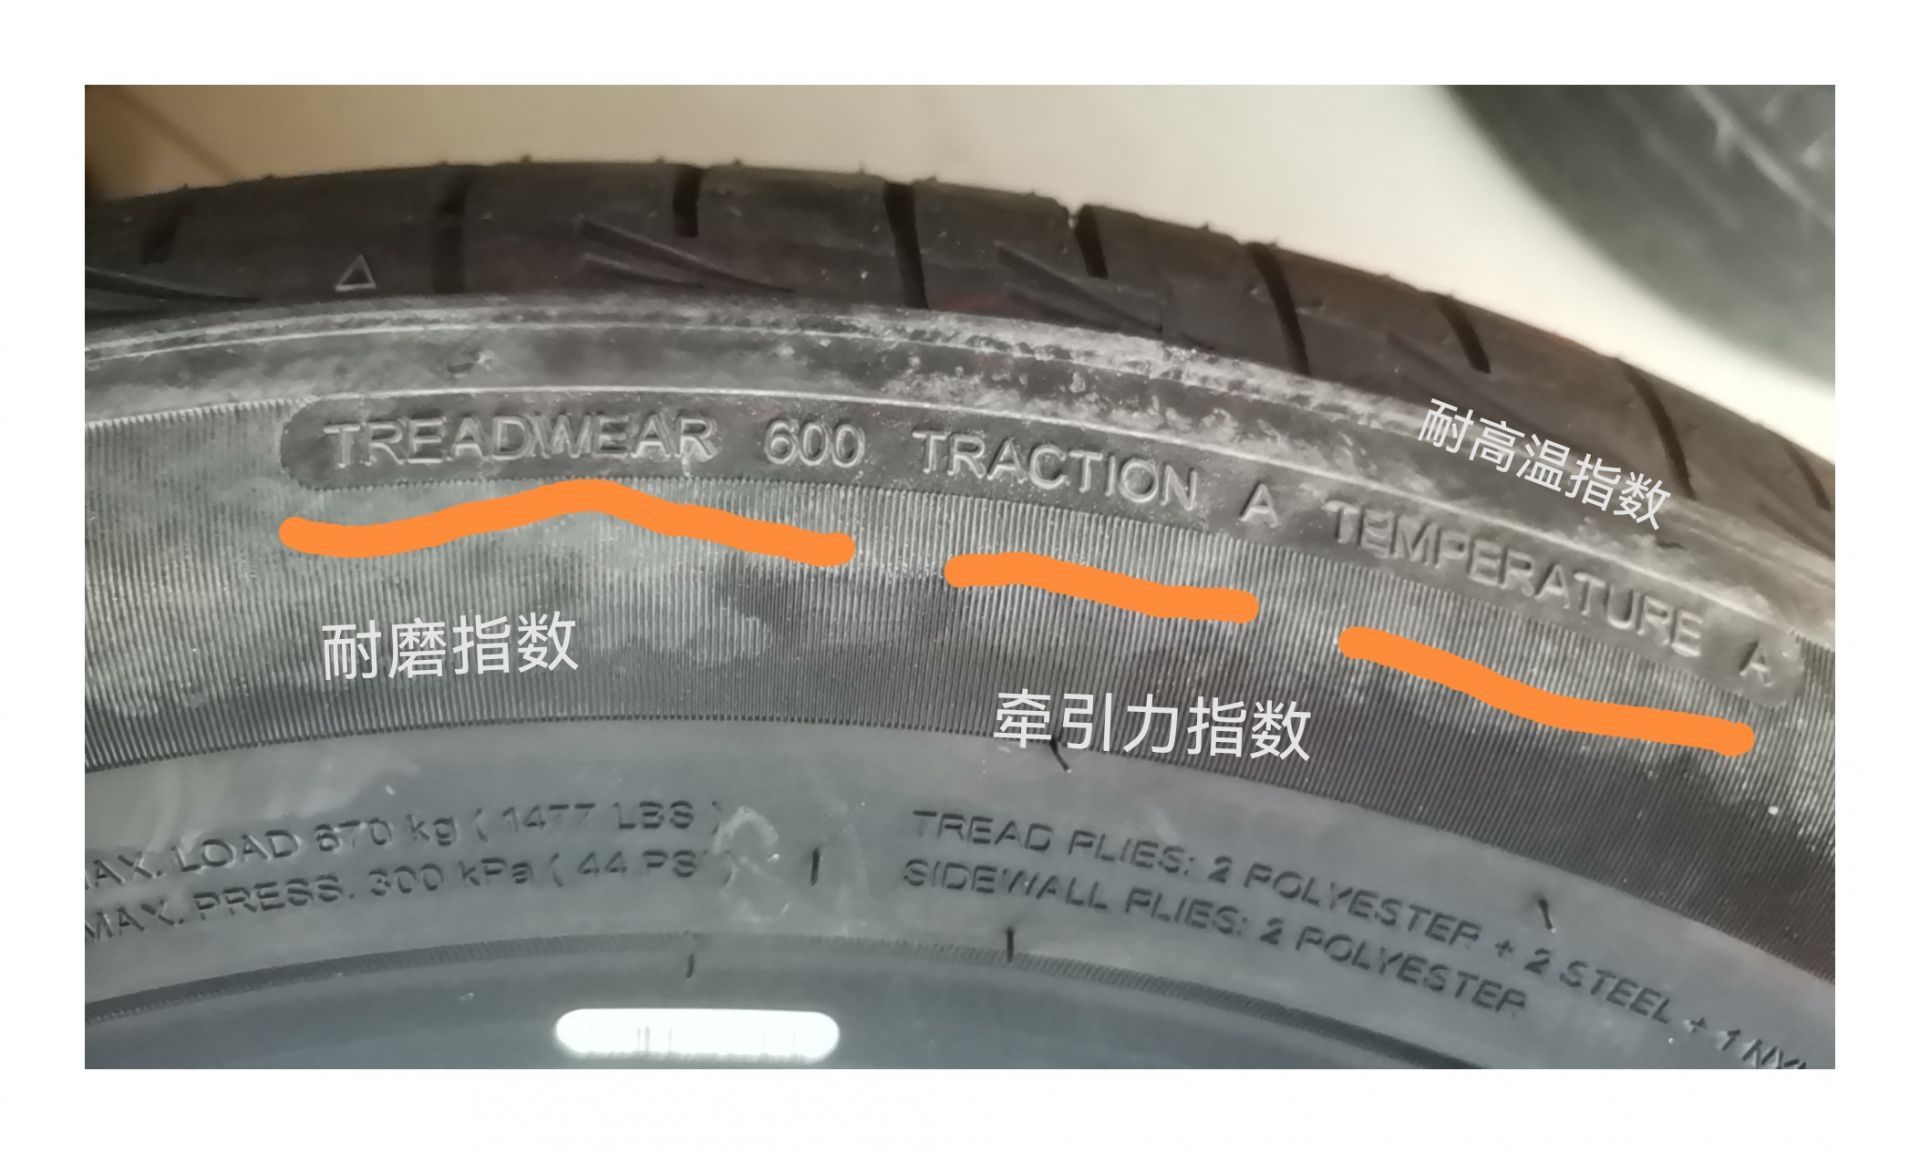 TREADWEAR 600 TRACTION A TEMPERATURE A
耐高温指数
耐磨指数
牵引力指数
MAX. LOAD 670 kg ( 1477 LBS )
MAX. PRESS. 300 kPa ( 44 PS
TREAD PLIES: 2 POLYESTER + 2 STEEL + 1
SIDEWALL PLIES: 2 POLYESTER